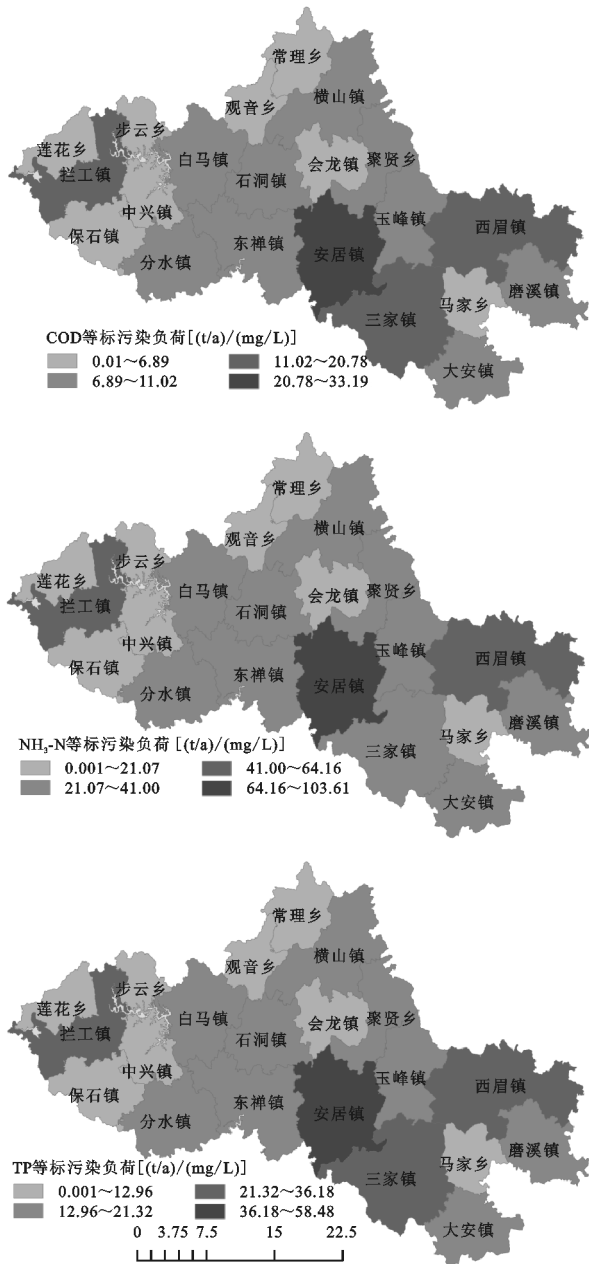 常理乡
横山镇
观音乡
步云乡
莲花乡
白马镇
会龙镇
聚贤乡
拦工镇
石洞镇
中兴镇
玉峰镇
西眉镇
保石镇
东禅镇
安居镇
分水镇
磨溪镇
马家乡
三家镇
大安镇
COD等标污染负荷[(t/a)/(mg/L)]
0.01～6.89
11.02～20.78
6.89～11.02
20.78～33.19
常理乡
横山镇
观音乡
步云乡
莲花乡
白马镇
会龙镇
聚贤乡
拦工镇
石洞镇
中兴镇
玉峰镇
西眉镇
保石镇
东禅镇
安居镇
分水镇
磨溪镇
马家乡
三家镇
大安镇
NH₃-N等标污染负荷[(t/a)/(mg/L)]
0.001～21.07
41.00～64.16
21.07～41.00
64.16～103.61
常理乡
横山镇
观音乡
步云乡
莲花乡
白马镇
会龙镇
聚贤乡
拦工镇
石洞镇
中兴镇
玉峰镇
西眉镇
保石镇
东禅镇
安居镇
分水镇
磨溪镇
马家乡
三家镇
大安镇
TP等标污染负荷[(t/a)/(mg/L)]
0.001～12.96
21.32～36.18
12.96～21.32
36.18～58.48
0 3.75 7.5 15 22.5